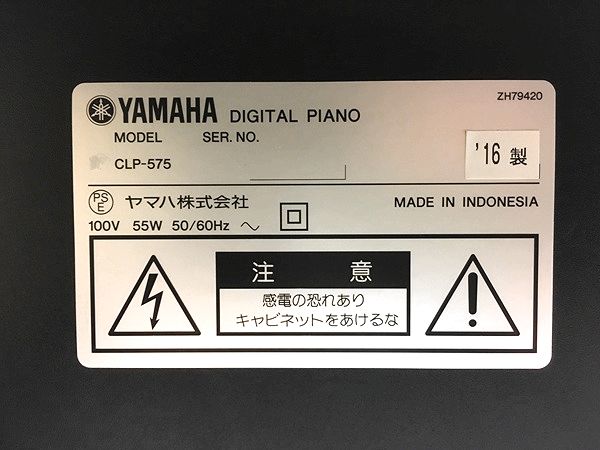 ZH79420
YAMAHA DIGITAL PIANO
MODEL SER. NO.
CLP-575
'16 製
PS
E
ヤマハ株式会社
MADE IN INDONESIA
100V 55W 50/60Hz ～
注意
感電の恐れあり
キャビネットをあけるな